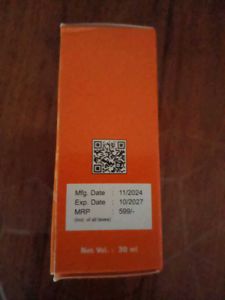 Mfg. Date : 11/2024
Exp. Date : 10/2027
MRP : 599/-
(Incl. of all taxes)
Net Vol. : 30 ml